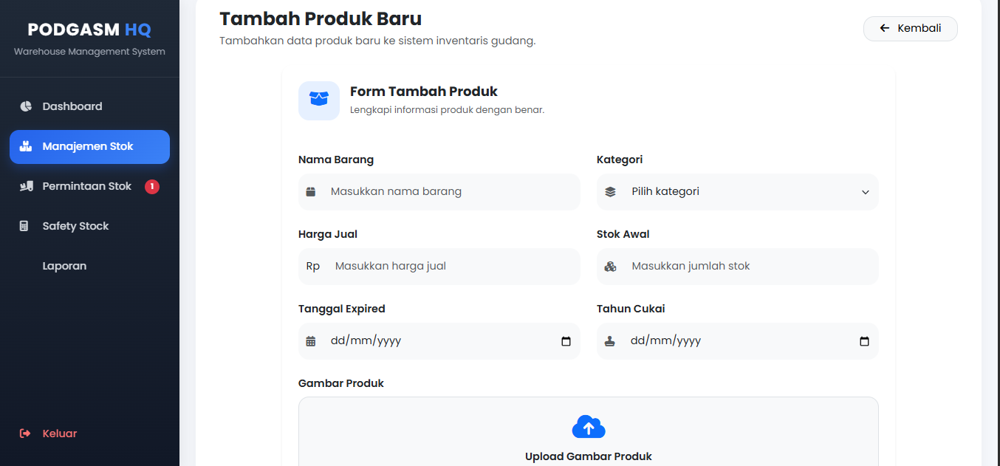 PODGASM HQ
Warehouse Management System
Dashboard
Manajemen Stok
Permintaan Stok 1
Safety Stock
Laporan
Keluar
Tambah Produk Baru
Tambahkan data produk baru ke sistem inventaris gudang.
Kembali
Form Tambah Produk
Lengkapi informasi produk dengan benar.
Nama Barang
Masukkan nama barang
Kategori
Pilih kategori
Harga Jual
Rp Masukkan harga jual
Stok Awal
Masukkan jumlah stok
Tanggal Expired
dd/mm/yyyy
Tahun Cukai
dd/mm/yyyy
Gambar Produk
Upload Gambar Produk